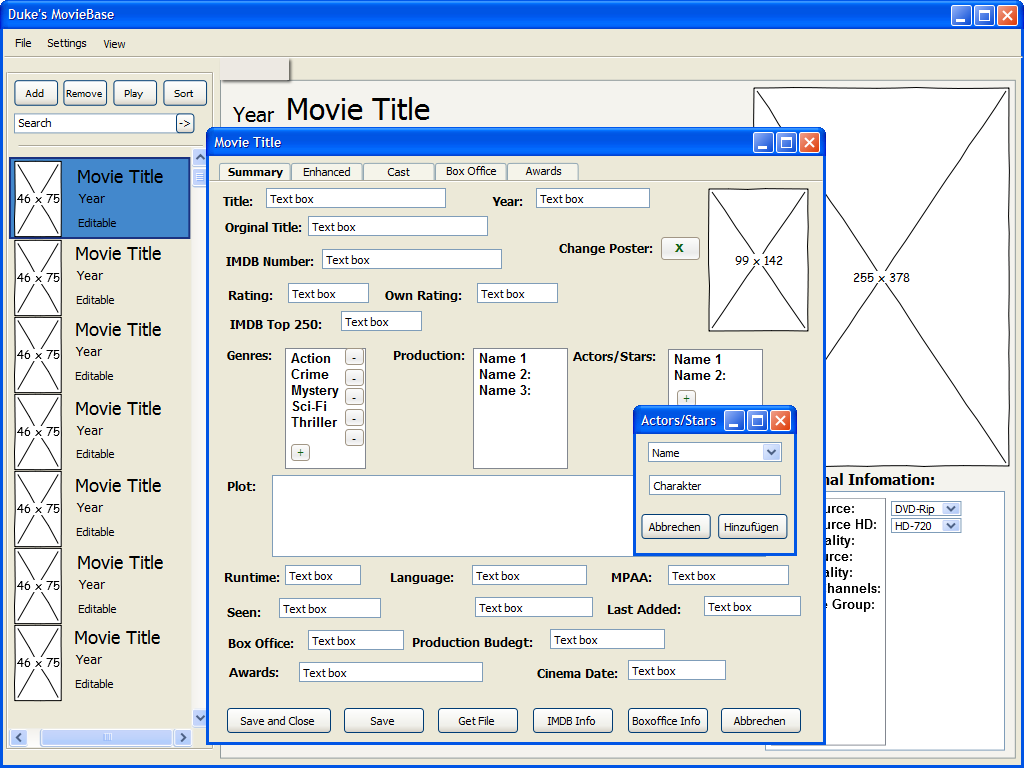 Duke's MovieBase
File Settings View
Add Remove Play Sort
Search ->
Year Movie Title
46 x 75
Movie Title
Year
Editable
46 x 75
Movie Title
Year
Editable
46 x 75
Movie Title
Year
Editable
46 x 75
Movie Title
Year
Editable
46 x 75
Movie Title
Year
Editable
46 x 75
Movie Title
Year
Editable
46 x 75
Movie Title
Year
Editable
255 x 378
Movie Title
Summary Enhanced Cast Box Office Awards
Title: Text box Year: Text box
Orginal Title: Text box
Change Poster: X
99 x 142
IMDB Number: Text box
Rating: Text box Own Rating: Text box
IMDB Top 250: Text box
Genres:
Action -
Crime -
Mystery -
Sci-Fi -
Thriller -
+
Production:
Name 1
Name 2:
Name 3:
Actors/Stars:
Name 1
Name 2:
+
Plot:
Actors/Stars
Name
Charakter
Abbrechen Hinzufügen
Runtime: Text box Language: Text box MPAA: Text box
Seen: Text box Text box Last Added: Text box
Box Office: Text box Production Budegt: Text box
Awards: Text box Cinema Date: Text box
Save and Close Save Get File IMDB Info Boxoffice Info Abbrechen
nal Infomation:
urce: DVD-Rip
urce HD: HD-720
ality:
urce:
ality:
hannels:
e Group: